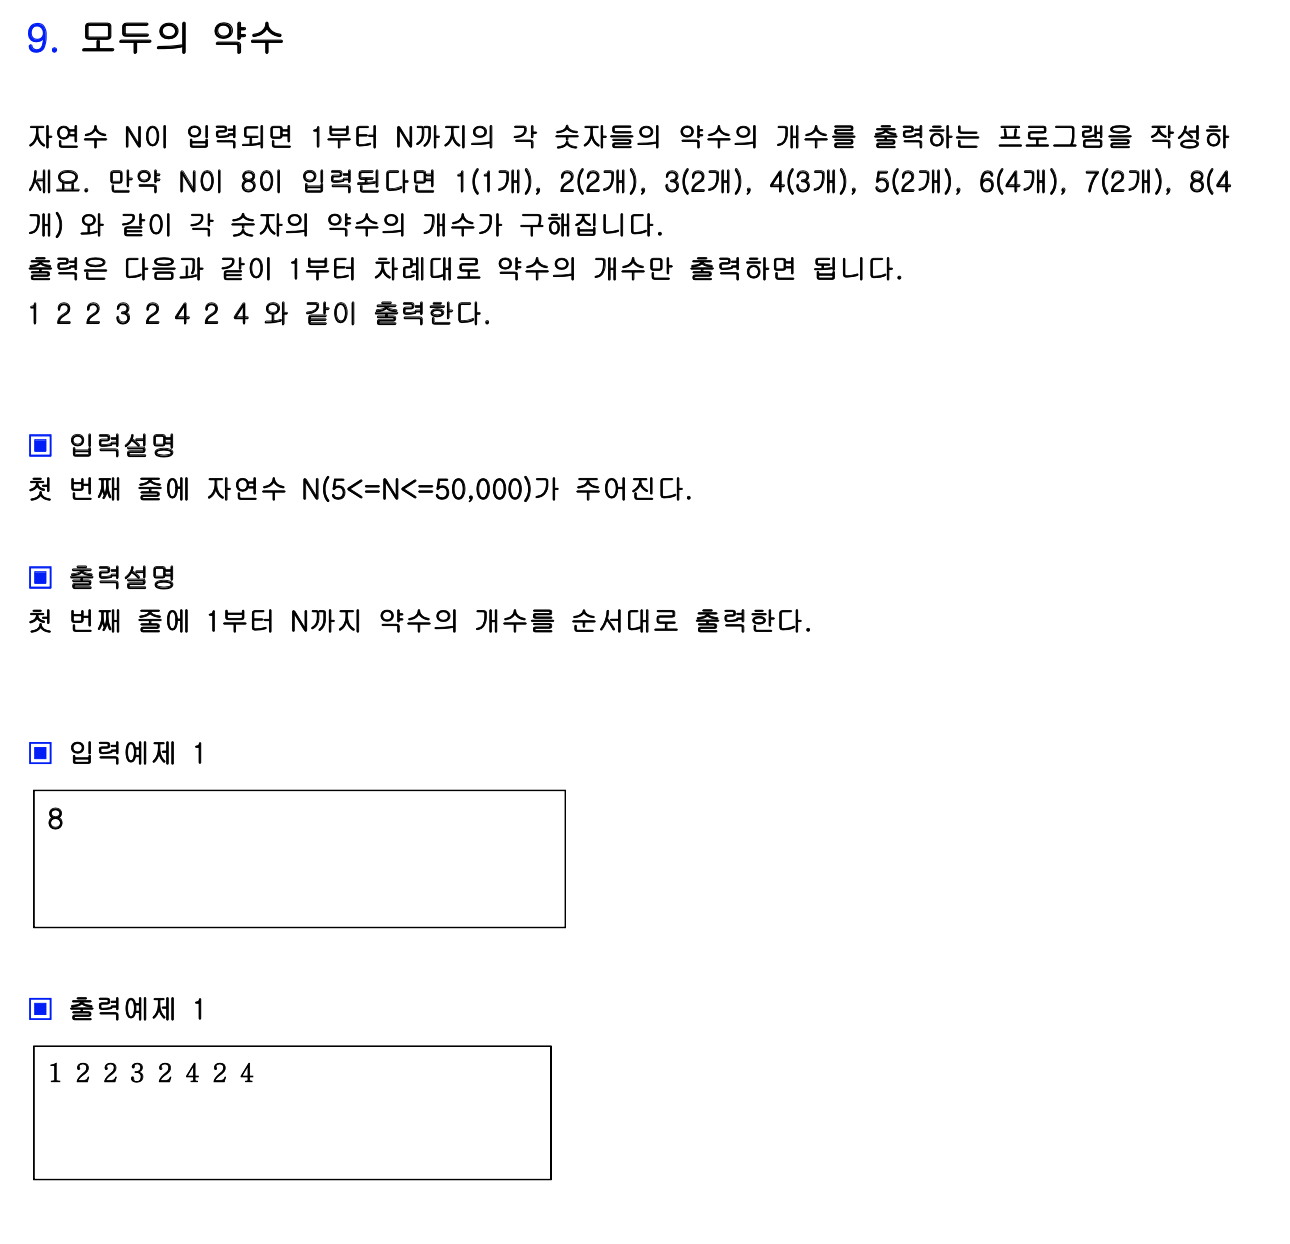 9. 모두의 약수
자연수 N이 입력되면 1부터 N까지의 각 숫자들의 약수의 개수를 출력하는 프로그램을 작성하
세요. 만약 N이 8이 입력된다면 1(1개), 2(2개), 3(2개), 4(3개), 5(2개), 6(4개), 7(2개), 8(4
개) 와 같이 각 숫자의 약수의 개수가 구해집니다.
출력은 다음과 같이 1부터 차례대로 약수의 개수만 출력하면 됩니다.
1 2 2 3 2 4 2 4 와 같이 출력한다.
▣ 입력설명
첫 번째 줄에 자연수 N(5<=N<=50,000)가 주어진다.
▣ 출력설명
첫 번째 줄에 1부터 N까지 약수의 개수를 순서대로 출력한다.
▣ 입력예제 1
8
▣ 출력예제 1
1 2 2 3 2 4 2 4